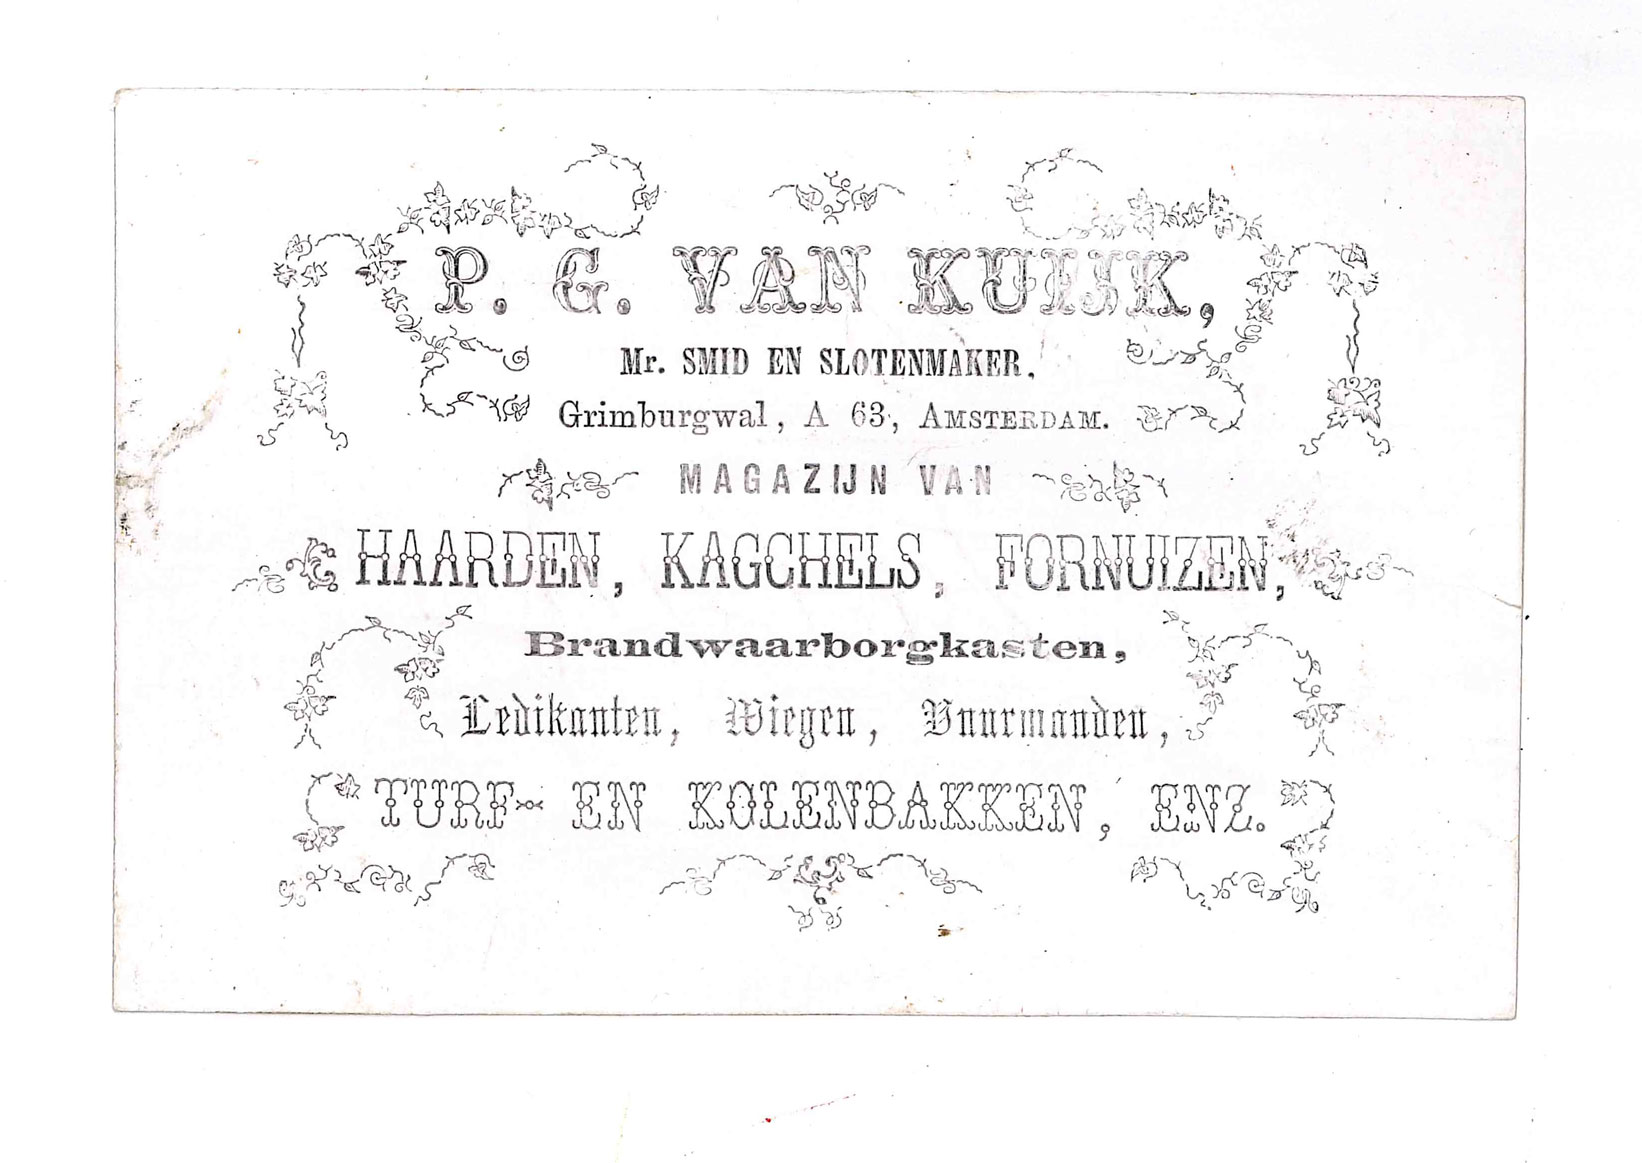 P. G. VAN KUIJK,
Mr. SMID EN SLOTENMAKER.
Grimburgwal, A 63, AMSTERDAM.
MAGAZIJN VAN
HAARDEN, KAGCHELS, FORNUIZEN,
Brandwaarborgkasten,
Ledikanten, Wiegen, Vuurmanden,
TURF- EN KOLENBAKKEN, ENZ.